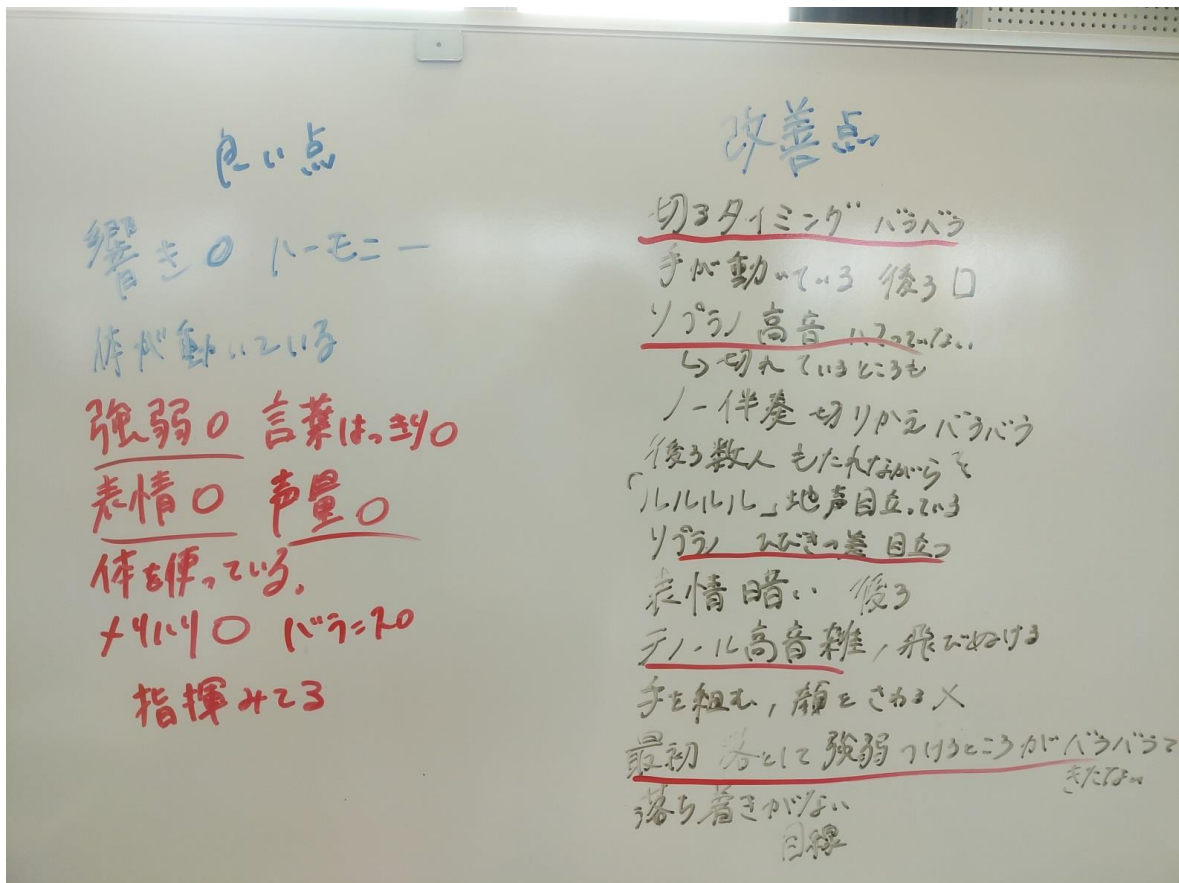 良い点
響き○ ハーモニー
体が動いている
強弱○ 言葉はっきり○
表情○ 声量○
体を使っている。
メリハリ○ バランス○
指揮みてる
改善点
切るタイミング バラバラ
手が動いている 後ろ
ソプラノ 高音
↳切れているところも
ノー伴奏 切りかえ バラバラ
後ろ数人 もたれながら
「ルルルル」地声目立っている
ソプラノ ひびきの差 目立つ
表情暗い 後ろ
テノール高音雑, 飛びぬける
手を組む, 顔をさわる×
最初 落として 強弱 つけるところがバラバラで
きたない
落ち着きがない
目線